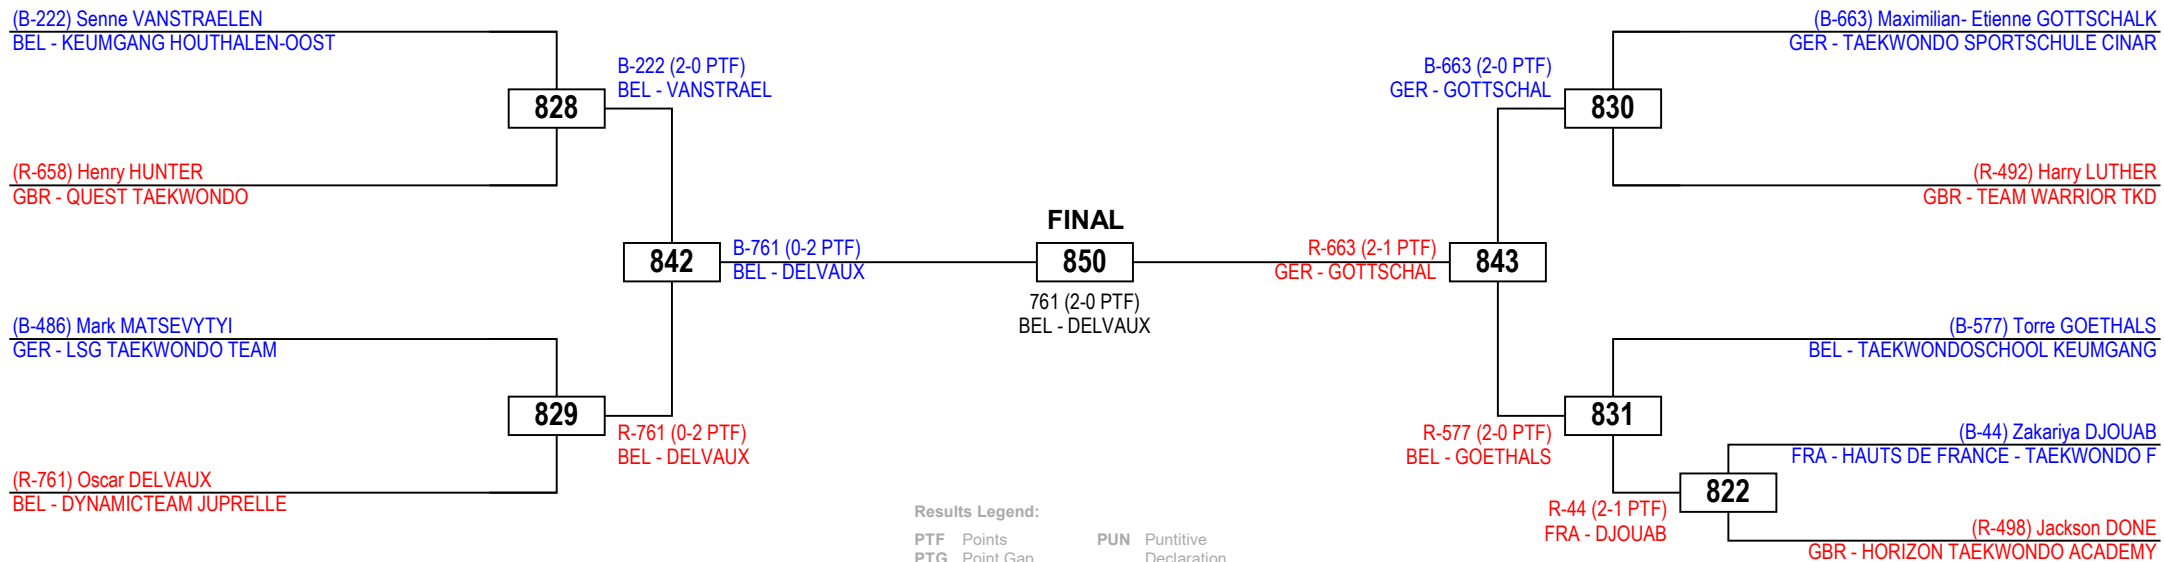 (B-222) Senne VANSTRAELEN
BEL - KEUMGANG HOUTHALEN-OOST
B-222 (2-0 PTF)
BEL - VANSTRAEL
828
(R-658) Henry HUNTER
GBR - QUEST TAEKWONDO
842
B-761 (0-2 PTF)
BEL - DELVAUX
(B-486) Mark MATSEVYTYI
GER - LSG TAEKWONDO TEAM
829
R-761 (0-2 PTF)
BEL - DELVAUX
(R-761) Oscar DELVAUX
BEL - DYNAMICTEAM JUPRELLE
FINAL
850
761 (2-0 PTF)
BEL - DELVAUX
(B-663) Maximilian- Etienne GOTTSCHALK
GER - TAEKWONDO SPORTSCHULE CINAR
B-663 (2-0 PTF)
GER - GOTTSCHAL
830
(R-492) Harry LUTHER
GBR - TEAM WARRIOR TKD
R-663 (2-1 PTF)
GER - GOTTSCHAL
843
(B-577) Torre GOETHALS
BEL - TAEKWONDOSCHOOL KEUMGANG
831
R-577 (2-0 PTF)
BEL - GOETHALS
(B-44) Zakariya DJOUAB
FRA - HAUTS DE FRANCE - TAEKWONDO F
822
R-44 (2-1 PTF)
FRA - DJOUAB
(R-498) Jackson DONE
GBR - HORIZON TAEKWONDO ACADEMY
Results Legend:
PTF Points PUN Puntitive
PTG Point Gap Declaration